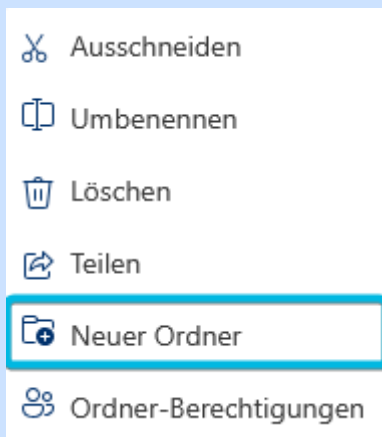 Ausschneiden
Umbenennen
Löschen
Teilen
Neuer Ordner
Ordner-Berechtigungen